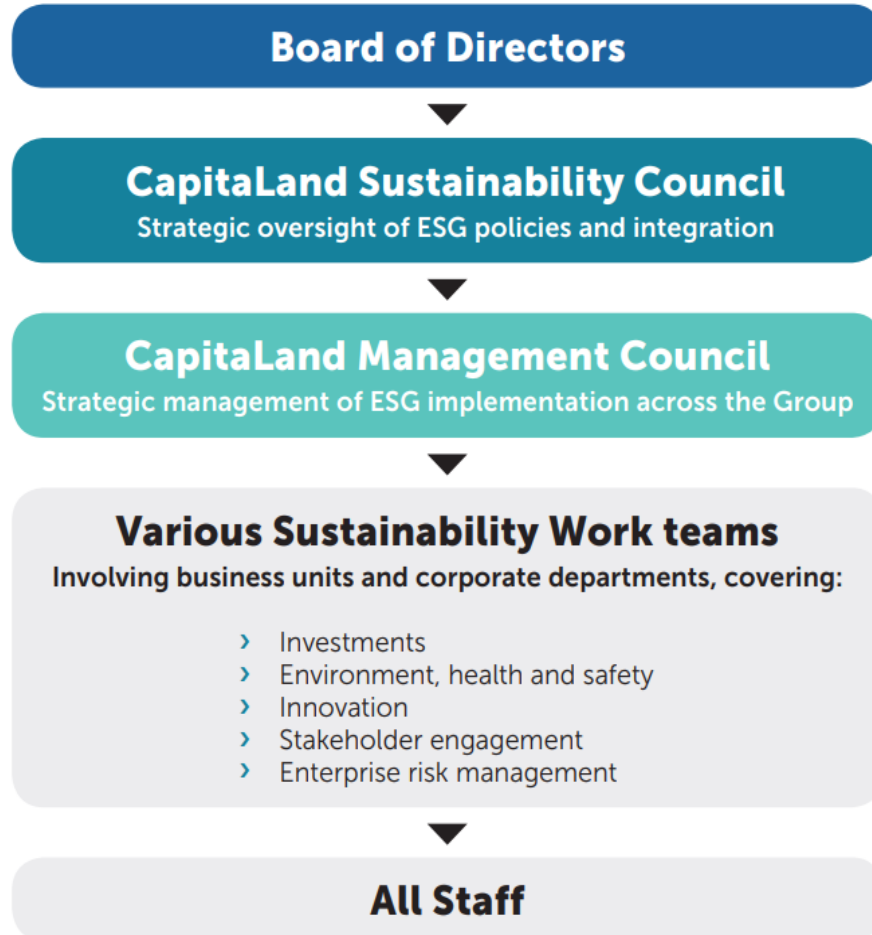 Board of Directors
CapitaLand Sustainability Council
Strategic oversight of ESG policies and integration
CapitaLand Management Council
Strategic management of ESG implementation across the Group
Various Sustainability Work teams
Involving business units and corporate departments, covering:
› Investments
› Environment, health and safety
› Innovation
› Stakeholder engagement
› Enterprise risk management
All Staff